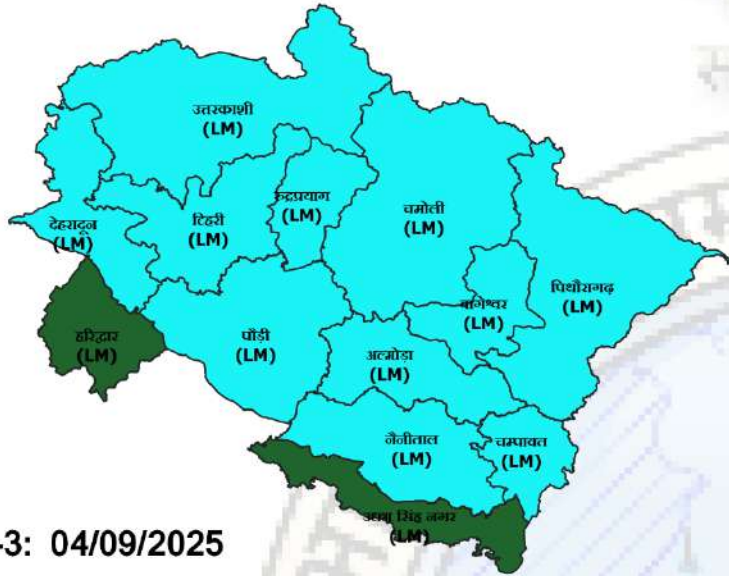 उत्तरकाशी
(LM)
रुद्रप्रयाग
(LM)
टिहरी
(LM)
चमोली
(LM)
देहरादून
(LM)
बागेश्वर
(LM)
पिथौरागढ़
(LM)
हरिद्वार
(LM)
पौड़ी
(LM)
अल्मोड़ा
(LM)
नैनीताल
(LM)
चम्पावत
(LM)
सिंह नगर
(LM)
-3: 04/09/2025